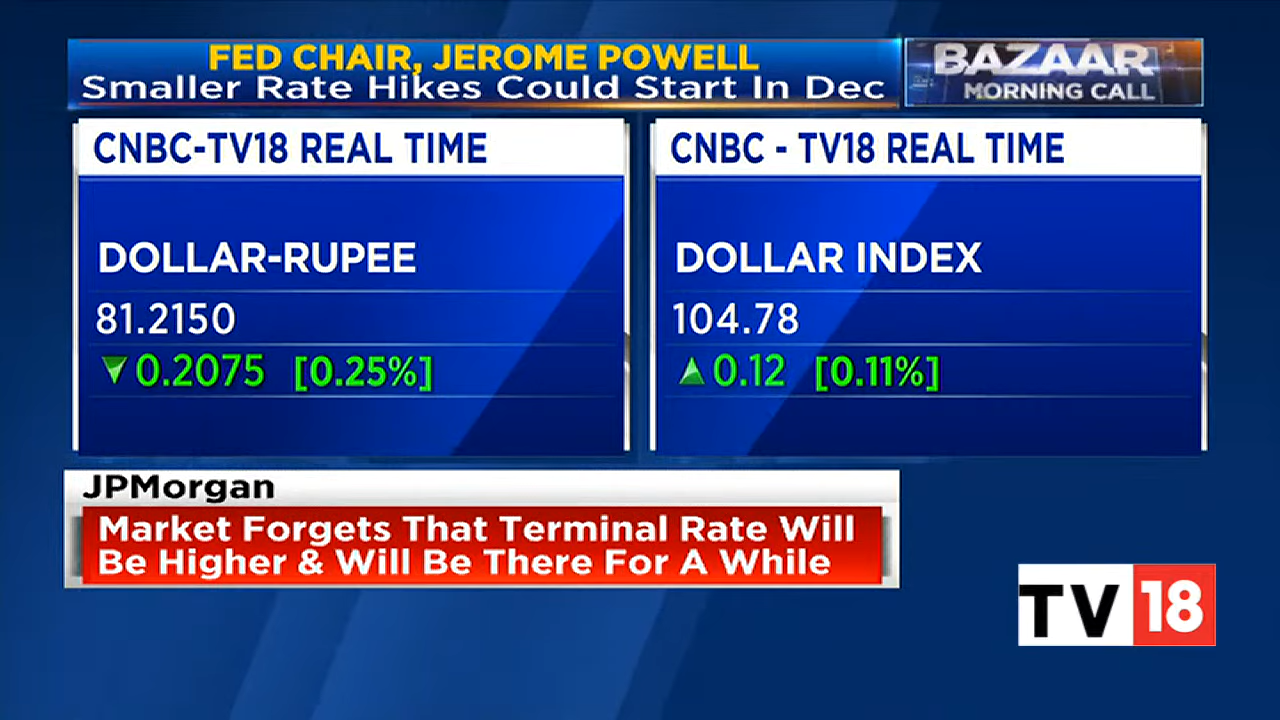 FED CHAIR, JEROME POWELL
Smaller Rate Hikes Could Start In Dec
BAZAAR
MORNING CALL
CNBC-TV18 REAL TIME
DOLLAR-RUPEE
81.2150
▼ 0.2075 [0.25%]
CNBC - TV18 REAL TIME
DOLLAR INDEX
104.78
▲ 0.12 [0.11%]
JPMorgan
Market Forgets That Terminal Rate Will
Be Higher & Will Be There For A While
TV18